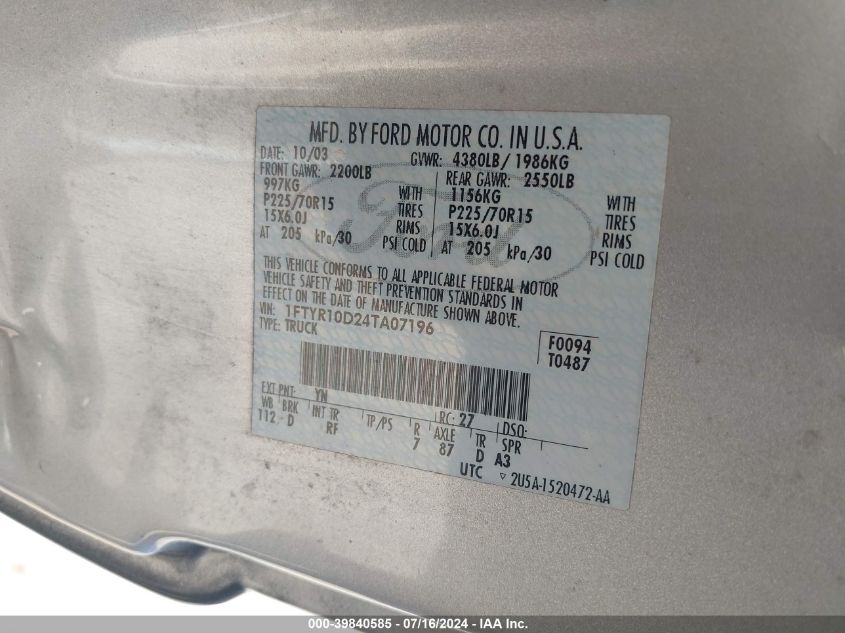 MFD. BY FORD MOTOR CO. IN U.S.A.
DATE: 10/03 GVWR: 4380LB/ 1986KG
FRONT GAWR: 2200LB REAR GAWR: 2550LB
997KG WITH 1156KG WITH
P225/70R15 TIRES P225/70R15 TIRES
15X6.0J RIMS 15X6.0J RIMS
AT 205 kPa/30 PSI COLD AT 205 kPa/30 PSI COLD
THIS VEHICLE CONFORMS TO ALL APPLICABLE FEDERAL MOTOR
VEHICLE SAFETY AND THEFT PREVENTION STANDARDS IN
EFFECT ON THE DATE OF MANUFACTURE SHOWN ABOVE.
VIN: 1FTYR10D24TA07196
TYPE: TRUCK
F0094
T0487
EXT PNT: YN RC: 27 DSO:
WB BRK INT TR TP/PS R AXLE TR SPR
112 D RF 7 87 D A3
UTC ▽ 2U5A-1520472-AA
Ford
000-39840585 - 07/16/2024 - IAA Inc.